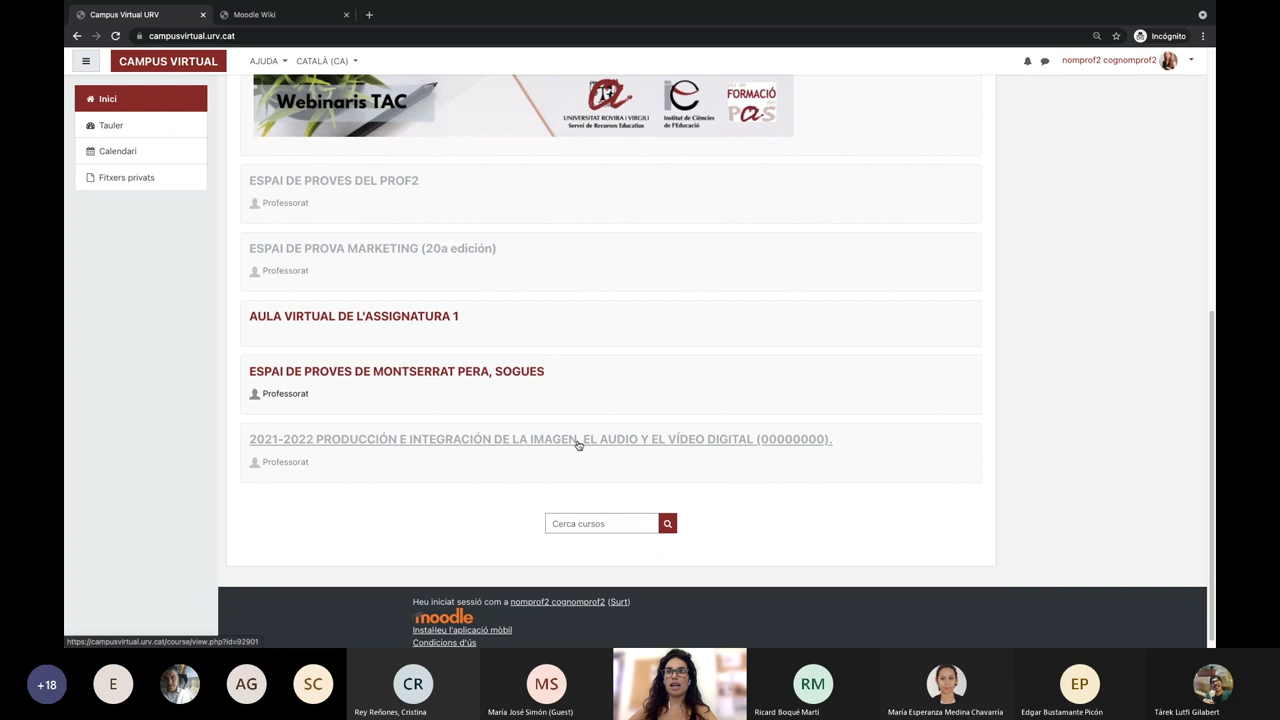 Campus Virtual URV
Moodle Wiki
campusvirtual.urv.cat
Incógnito
CAMPUS VIRTUAL
AJUDA
CATALÀ (CA)
nomprof2 cognomprof2
Inici
Tauler
Calendari
Fitxers privats
Webinaris TAC
UNIVERSITAT ROVIRA i VIRGILI
Servei de Recursos Educatius
Institut de Ciències
de l'Educació
FORMACIÓ
PAS
ESPAI DE PROVES DEL PROF2
Professorat
ESPAI DE PROVA MARKETING (20a edición)
Professorat
AULA VIRTUAL DE L'ASSIGNATURA 1
ESPAI DE PROVES DE MONTSERRAT PERA, SOGUES
Professorat
2021-2022 PRODUCCIÓN E INTEGRACIÓN DE LA IMAGEN, EL AUDIO Y EL VÍDEO DIGITAL (00000000).
Professorat
Cerca cursos
Heu iniciat sessió com a nomprof2 cognomprof2 (Surt)
moodle
Instal·leu l'aplicació mòbil
Condicions d'ús
https://campusvirtual.urv.cat/course/view.php?id=92901
+18
E
AG
SC
CR
Rey Reñones, Cristina
MS
María José Simón (Guest)
RM
Ricard Boqué Martí
María Esperanza Medina Chavarría
EP
Edgar Bustamante Picón
Tárek Lutfi Gilabert